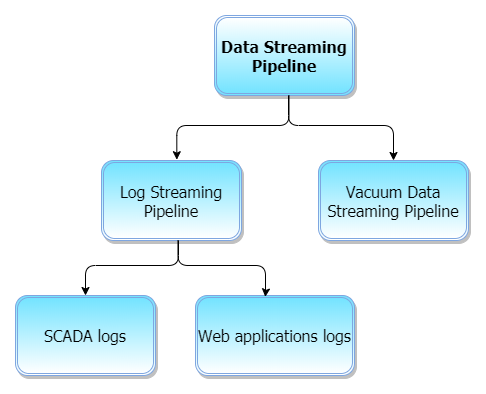 Data Streaming
Pipeline
Log Streaming
Pipeline
Vacuum Data
Streaming Pipeline
SCADA logs
Web applications logs